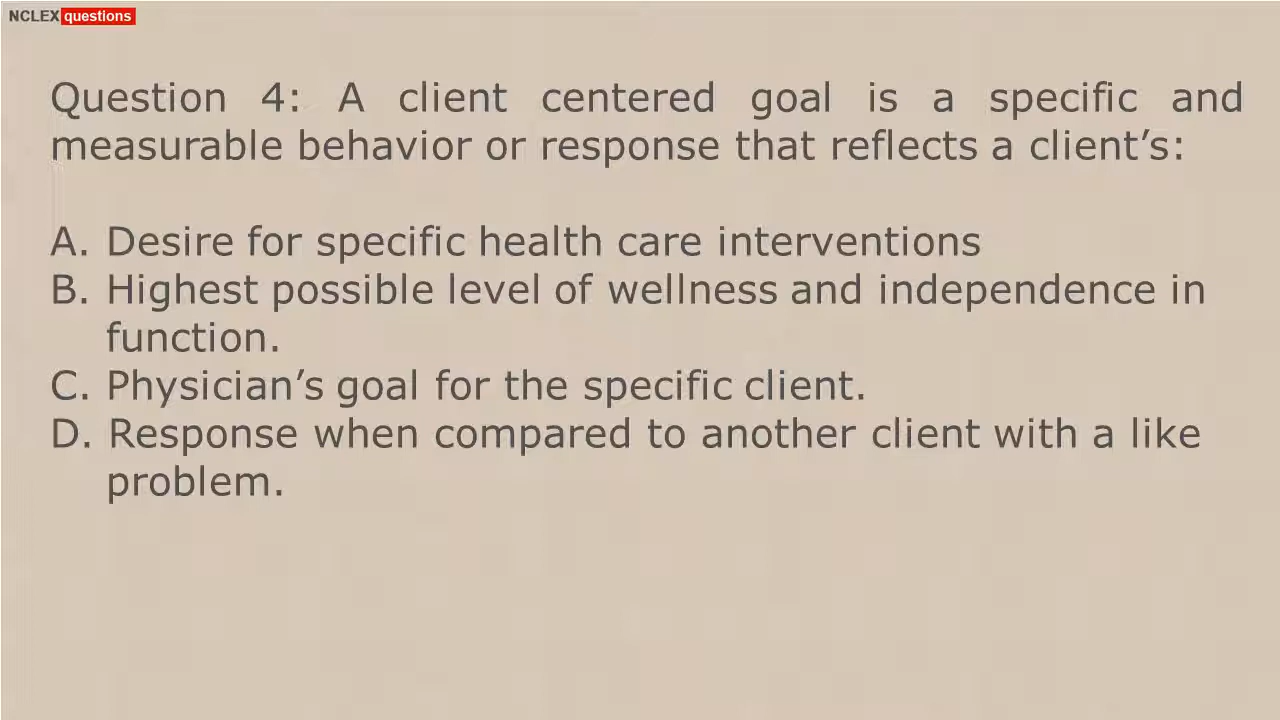 NCLEX questions
Question 4: A client centered goal is a specific and
measurable behavior or response that reflects a client’s:
A. Desire for specific health care interventions
B. Highest possible level of wellness and independence in
function.
C. Physician’s goal for the specific client.
D. Response when compared to another client with a like
problem.